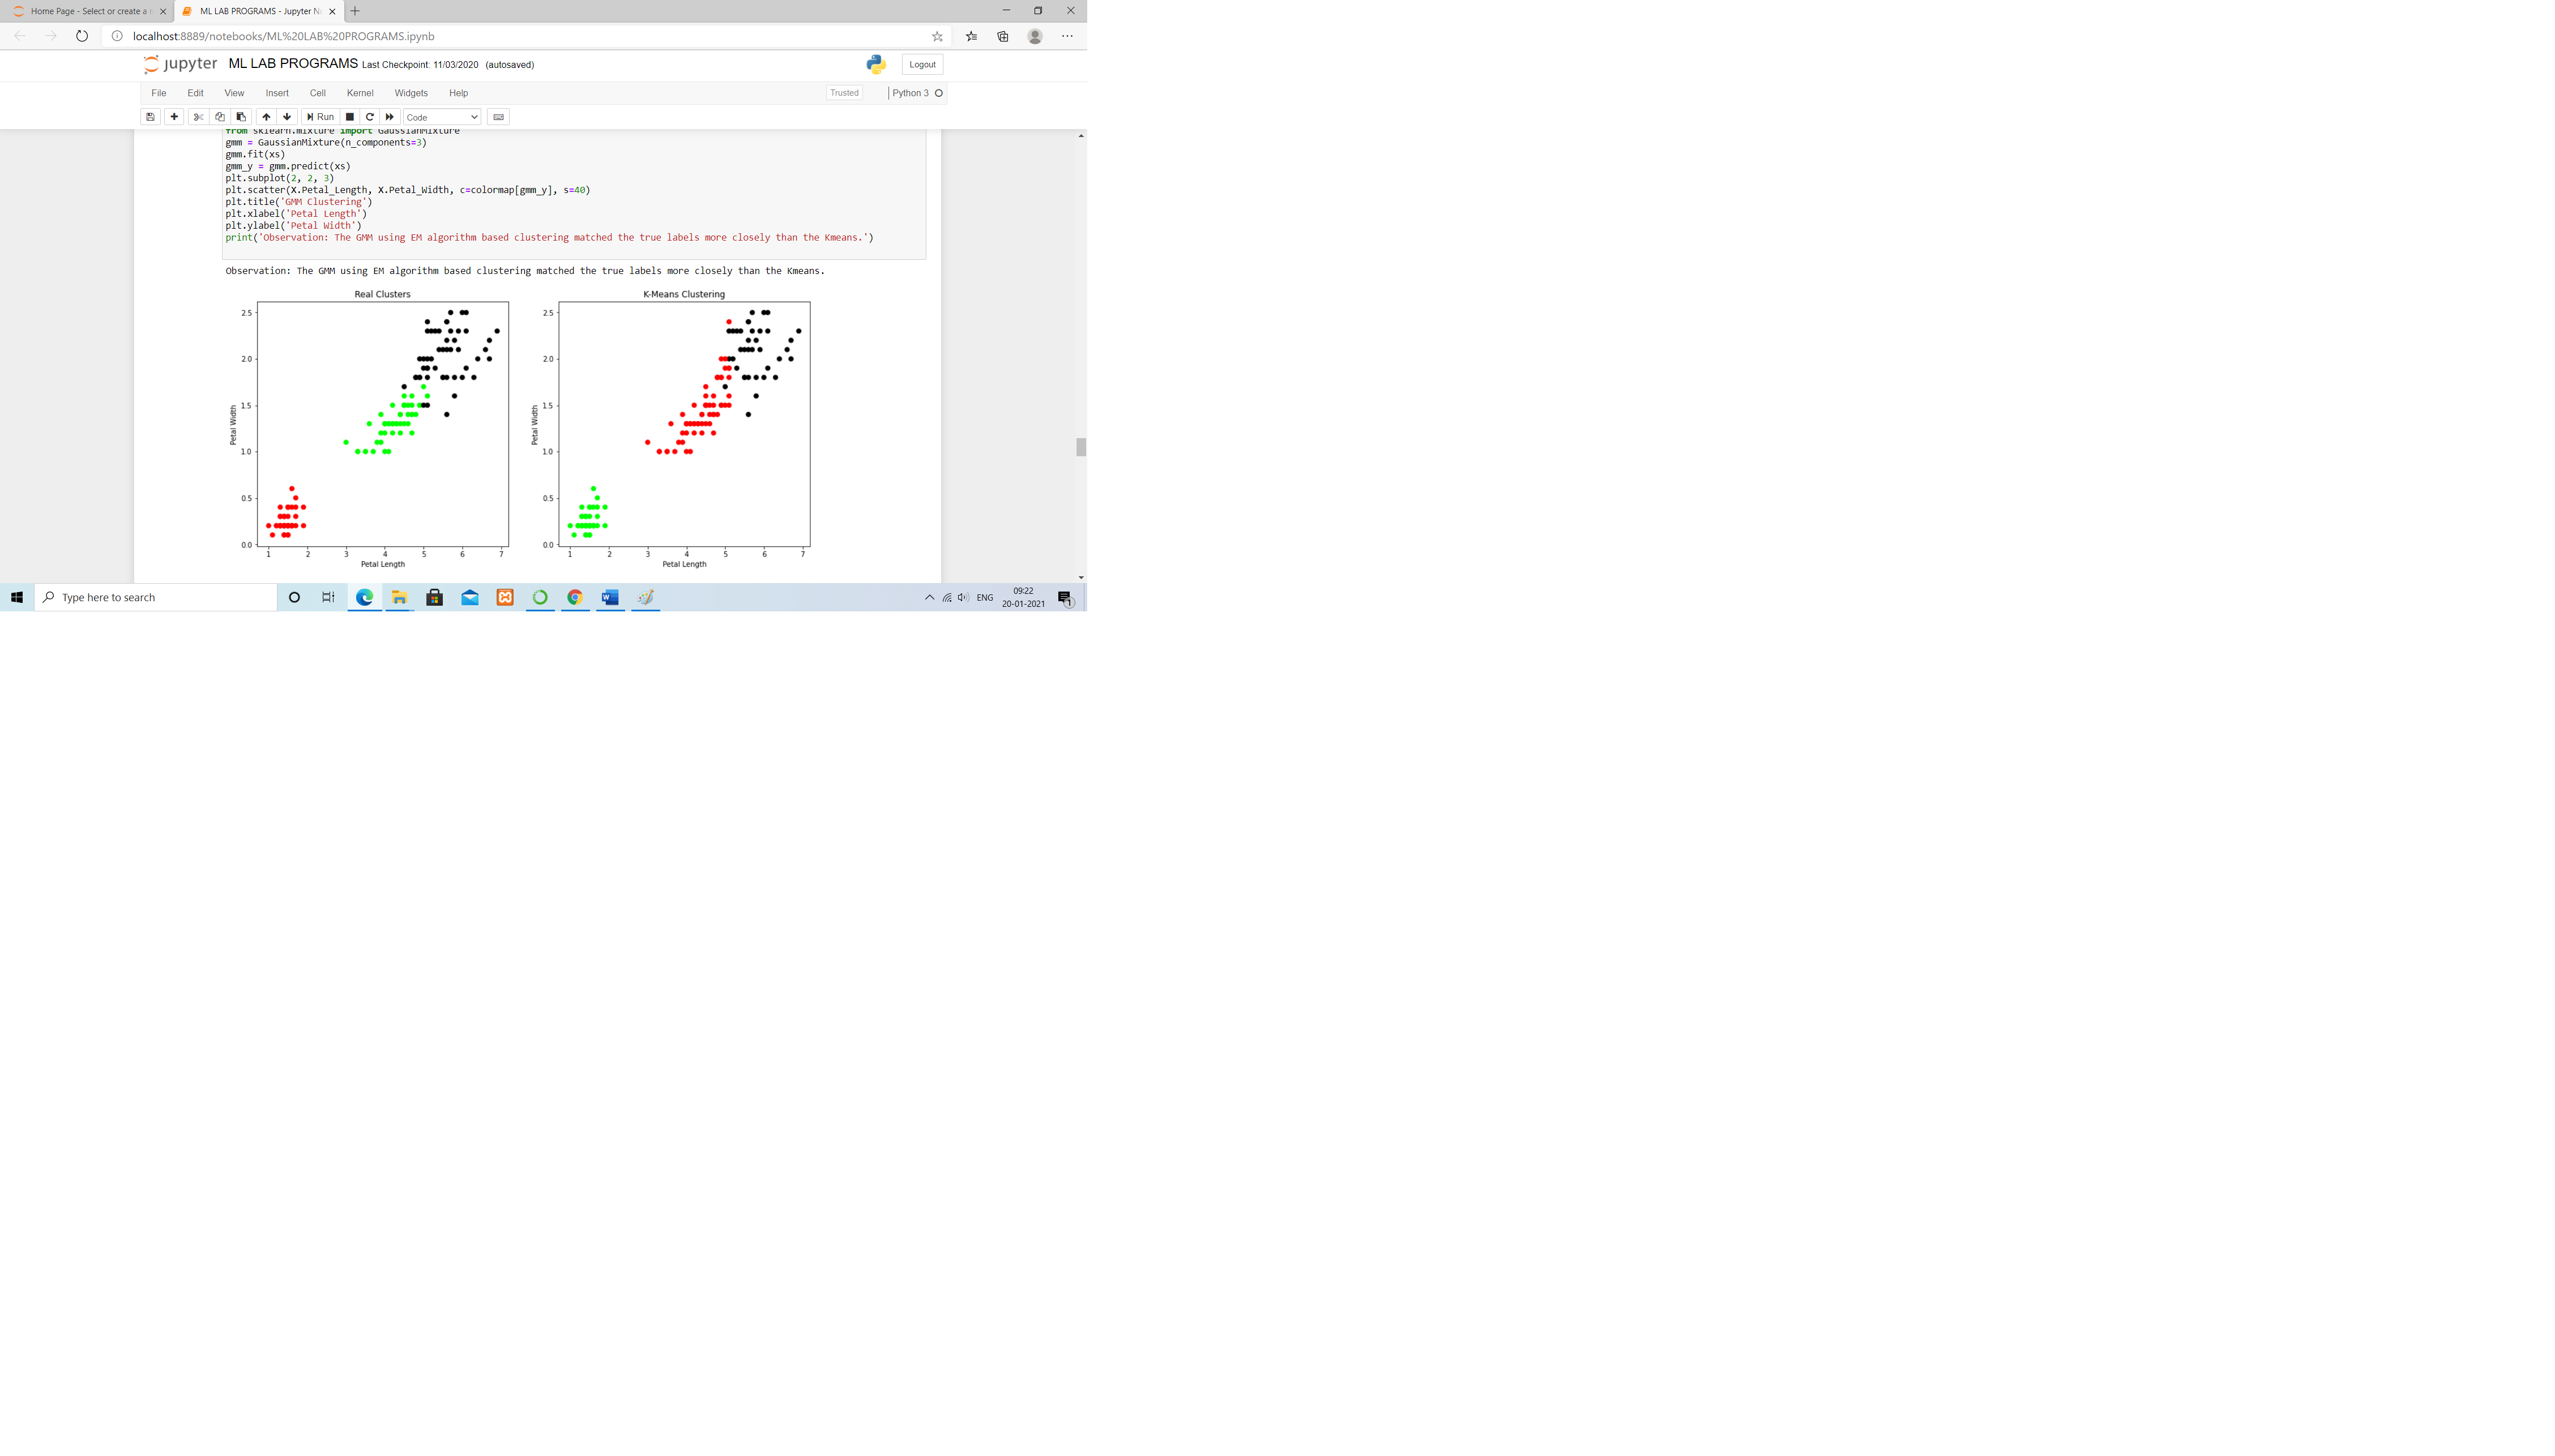 Home Page - Select or create a n
ML LAB PROGRAMS - Jupyter N
localhost:8889/notebooks/ML%20LAB%20PROGRAMS.ipynb
jupyter ML LAB PROGRAMS Last Checkpoint: 11/03/2020 (autosaved)
Logout
File Edit View Insert Cell Kernel Widgets Help
Trusted
Python 3
Run
Code
from sklearn.mixture import GaussianMixture
gmm = GaussianMixture(n_components=3)
gmm.fit(xs)
gmm_y = gmm.predict(xs)
plt.subplot(2, 2, 3)
plt.scatter(X.Petal_Length, X.Petal_Width, c=colormap[gmm_y], s=40)
plt.title('GMM Clustering')
plt.xlabel('Petal Length')
plt.ylabel('Petal Width')
print('Observation: The GMM using EM algorithm based clustering matched the true labels more closely than the Kmeans.')
Observation: The GMM using EM algorithm based clustering matched the true labels more closely than the Kmeans.
Real Clusters
2.5
2.0
1.5
1.0
0.5
0.0
Petal Width
1 2 3 4 5 6 7
Petal Length
K-Means Clustering
2.5
2.0
1.5
1.0
0.5
0.0
Petal Width
1 2 3 4 5 6 7
Petal Length
Type here to search
ENG
09:22
20-01-2021
1